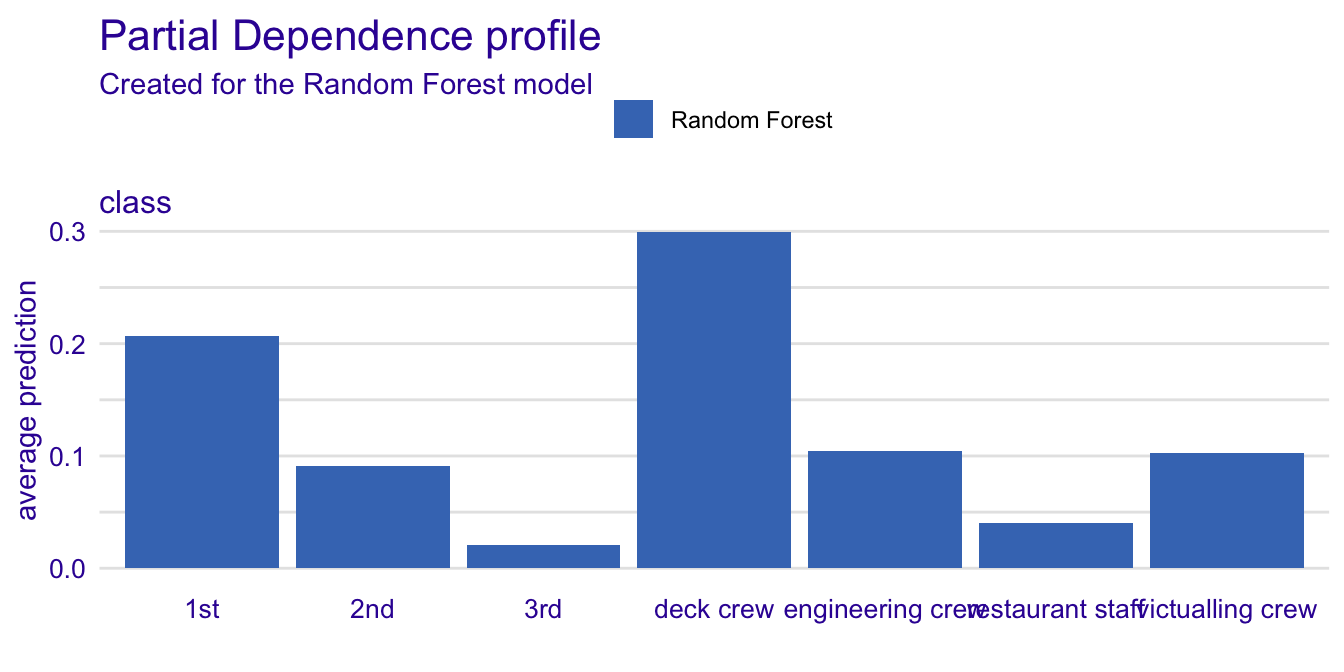 Partial Dependence profile
Created for the Random Forest model
Random Forest
class
average prediction
0.3
0.2
0.1
0.0
1st 2nd 3rd deck crew engineering crew restaurant staff victualling crew